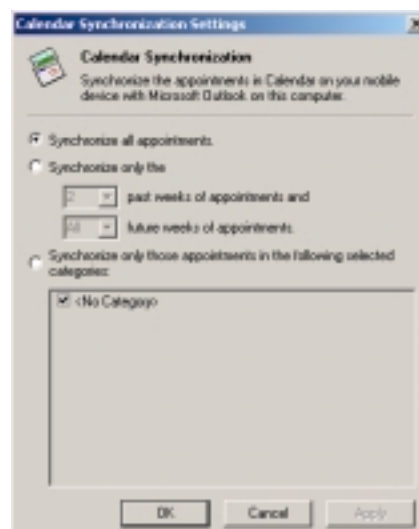 Calendar Synchronization Settings
Calendar Synchronization
Synchronize the appointments in Calendar on your mobile
device with Microsoft Outlook on this computer.
Synchronize all appointments.
Synchronize only the
2 past weeks of appointments and
All future weeks of appointments.
Synchronize only those appointments in the following selected
categories:
<No Category>
OK Cancel Apply